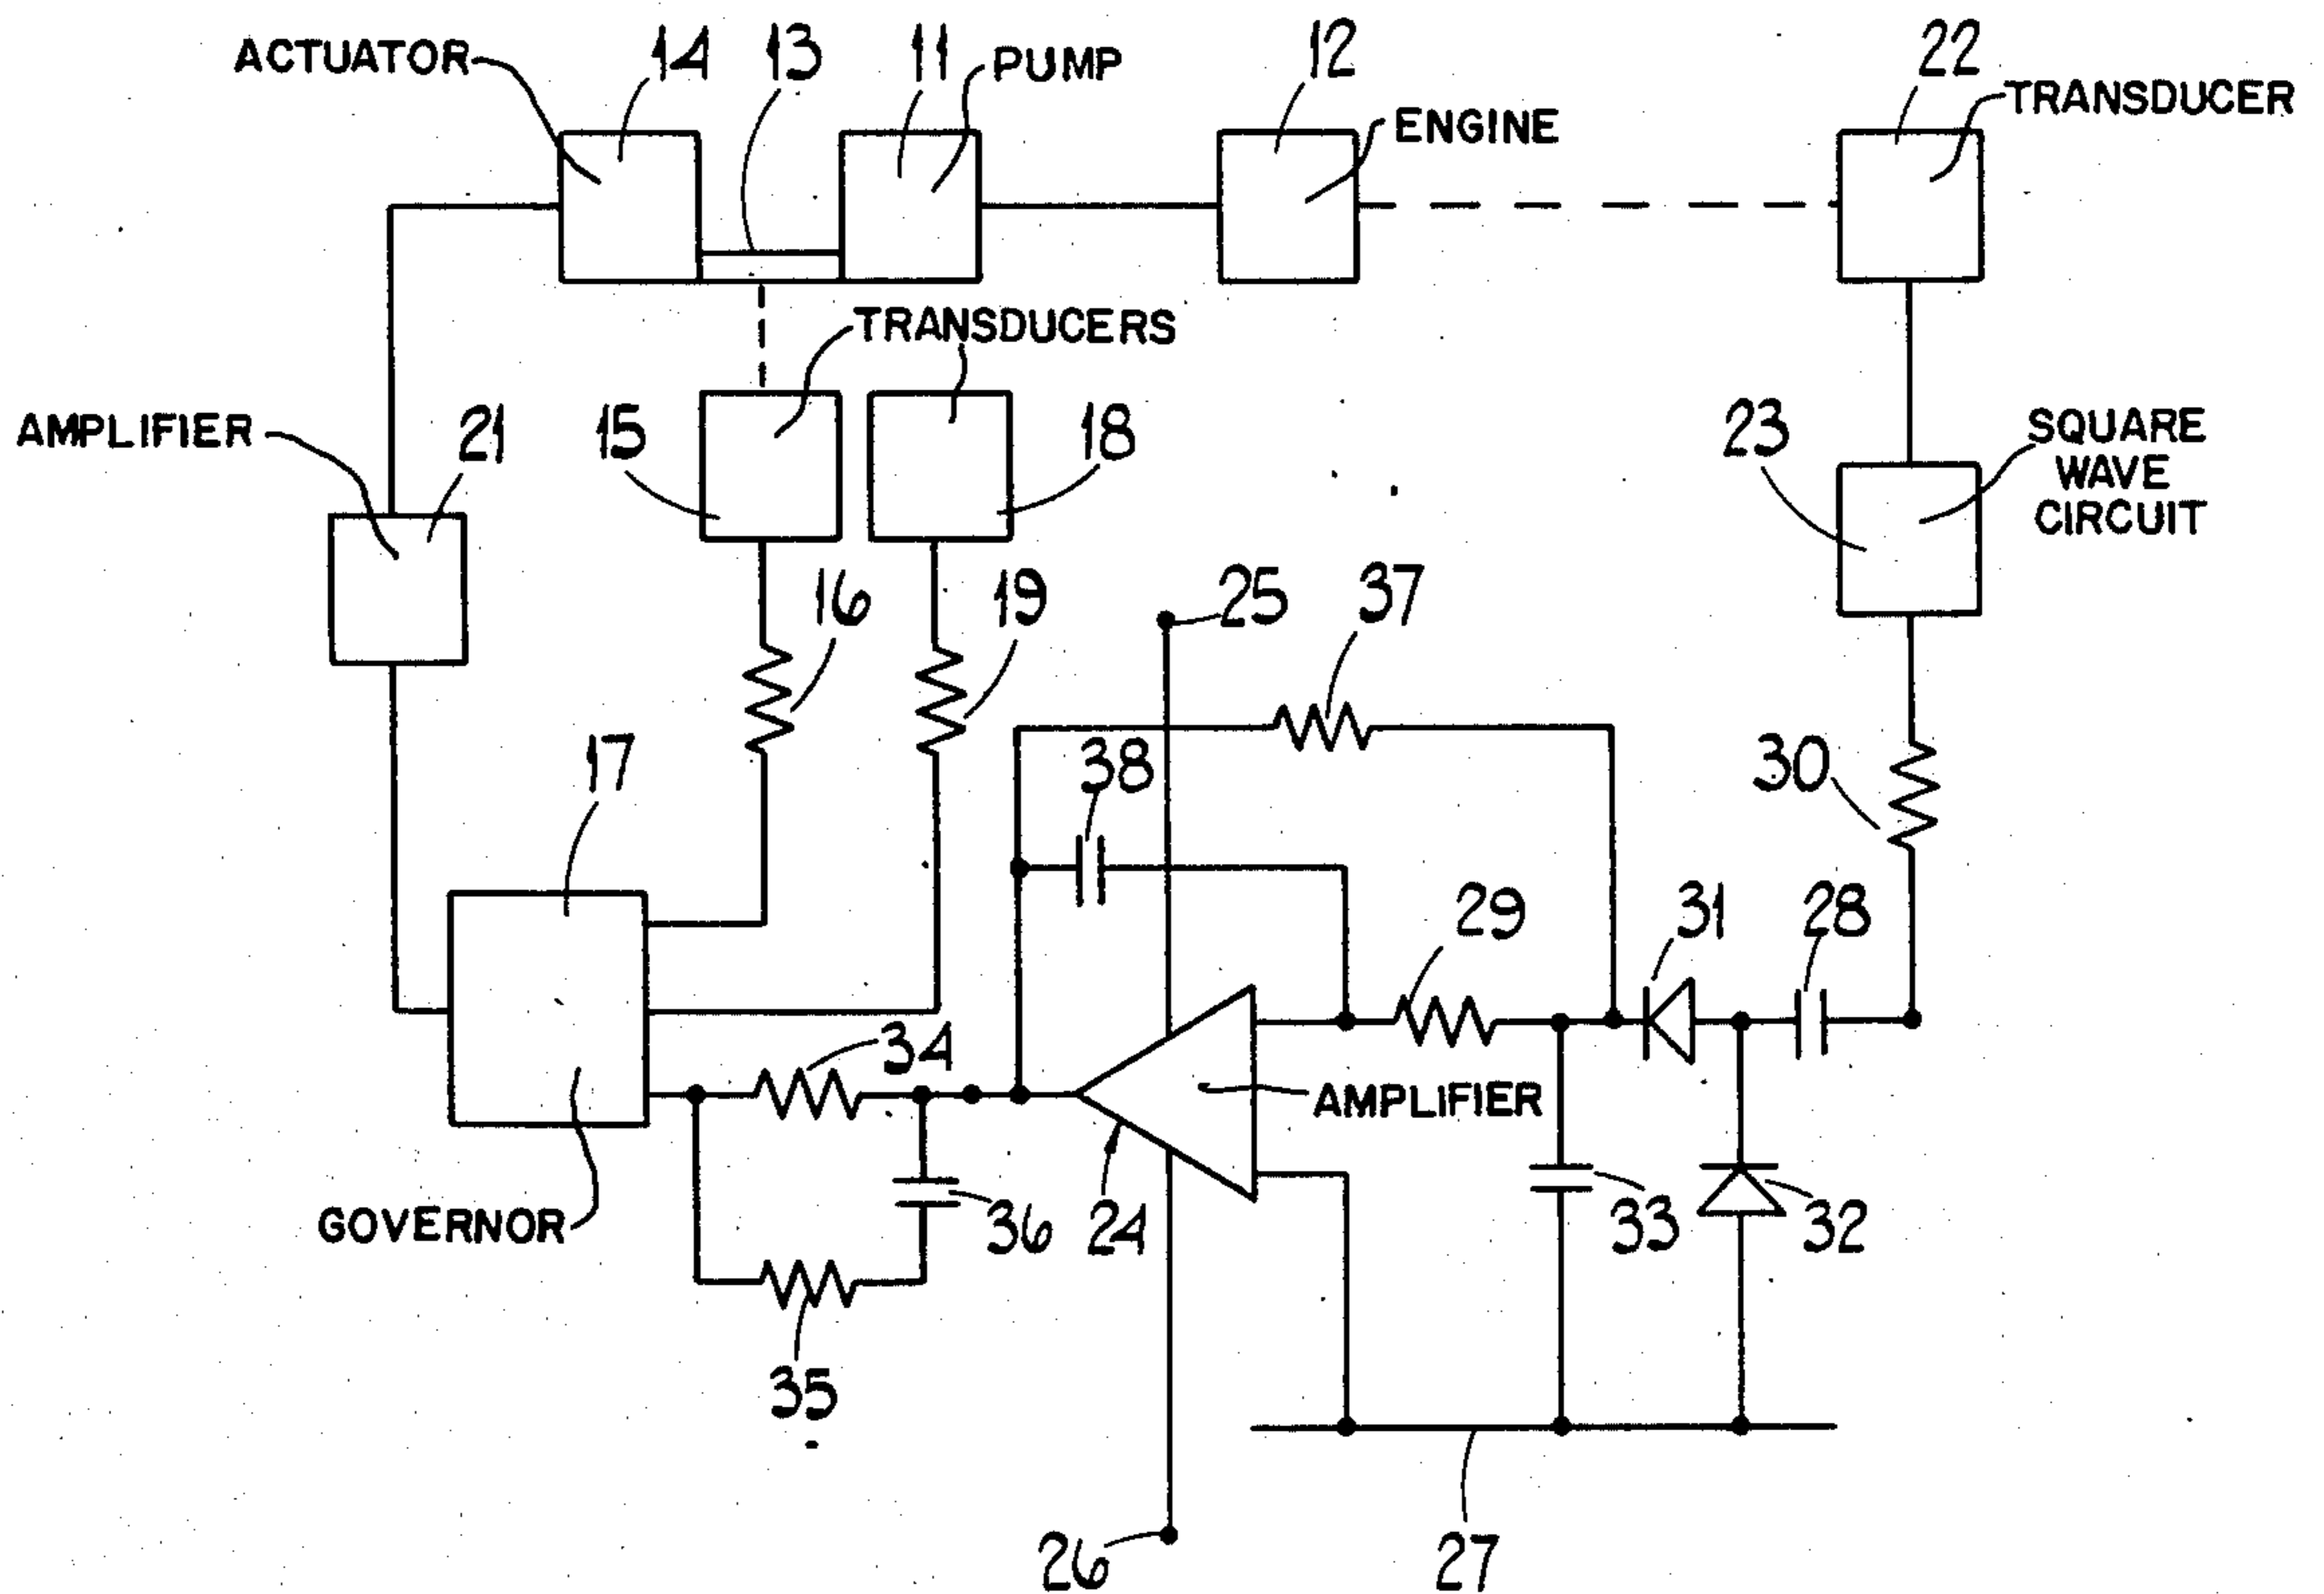 ACTUATOR
14
13
11
PUMP
12
ENGINE
22
TRANSDUCER
TRANSDUCERS
AMPLIFIER
21
15
18
23
SQUARE
WAVE
CIRCUIT
16
19
25
37
30
17
38
29
31
28
34
AMPLIFIER
GOVERNOR
36
24
33
32
35
26
27